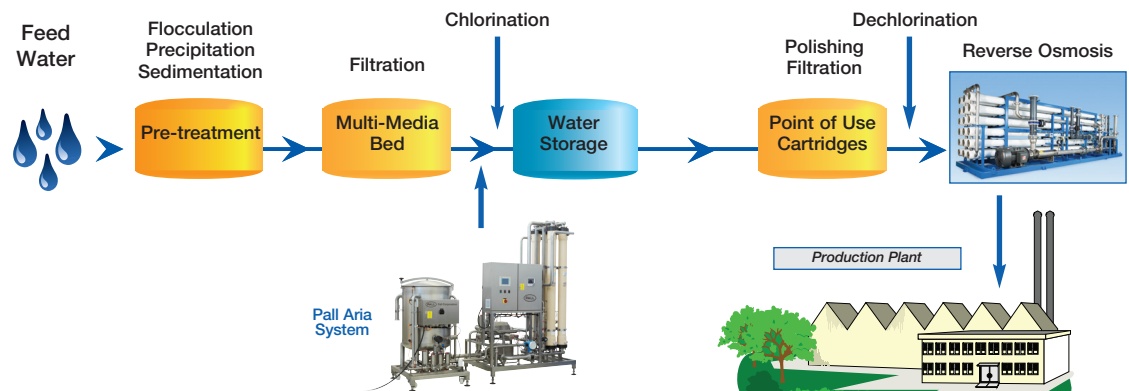 Feed
Water
Flocculation
Precipitation
Sedimentation
Pre-treatment
Filtration
Multi-Media
Bed
Chlorination
Water
Storage
Polishing
Filtration
Point of Use
Cartridges
Dechlorination
Reverse Osmosis
Pall Aria
System
Production Plant